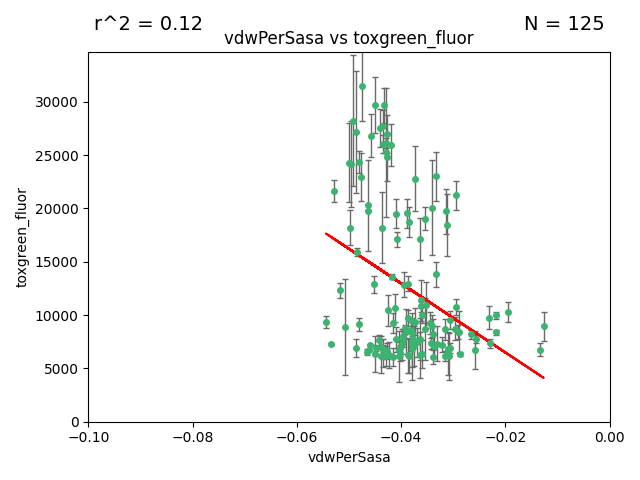 r^2 = 0.12
N = 125
vdwPerSasa vs toxgreen_fluor
30000
25000
20000
15000
10000
5000
0
toxgreen_fluor
−0.10
−0.08
−0.06
−0.04
−0.02
0.00
vdwPerSasa